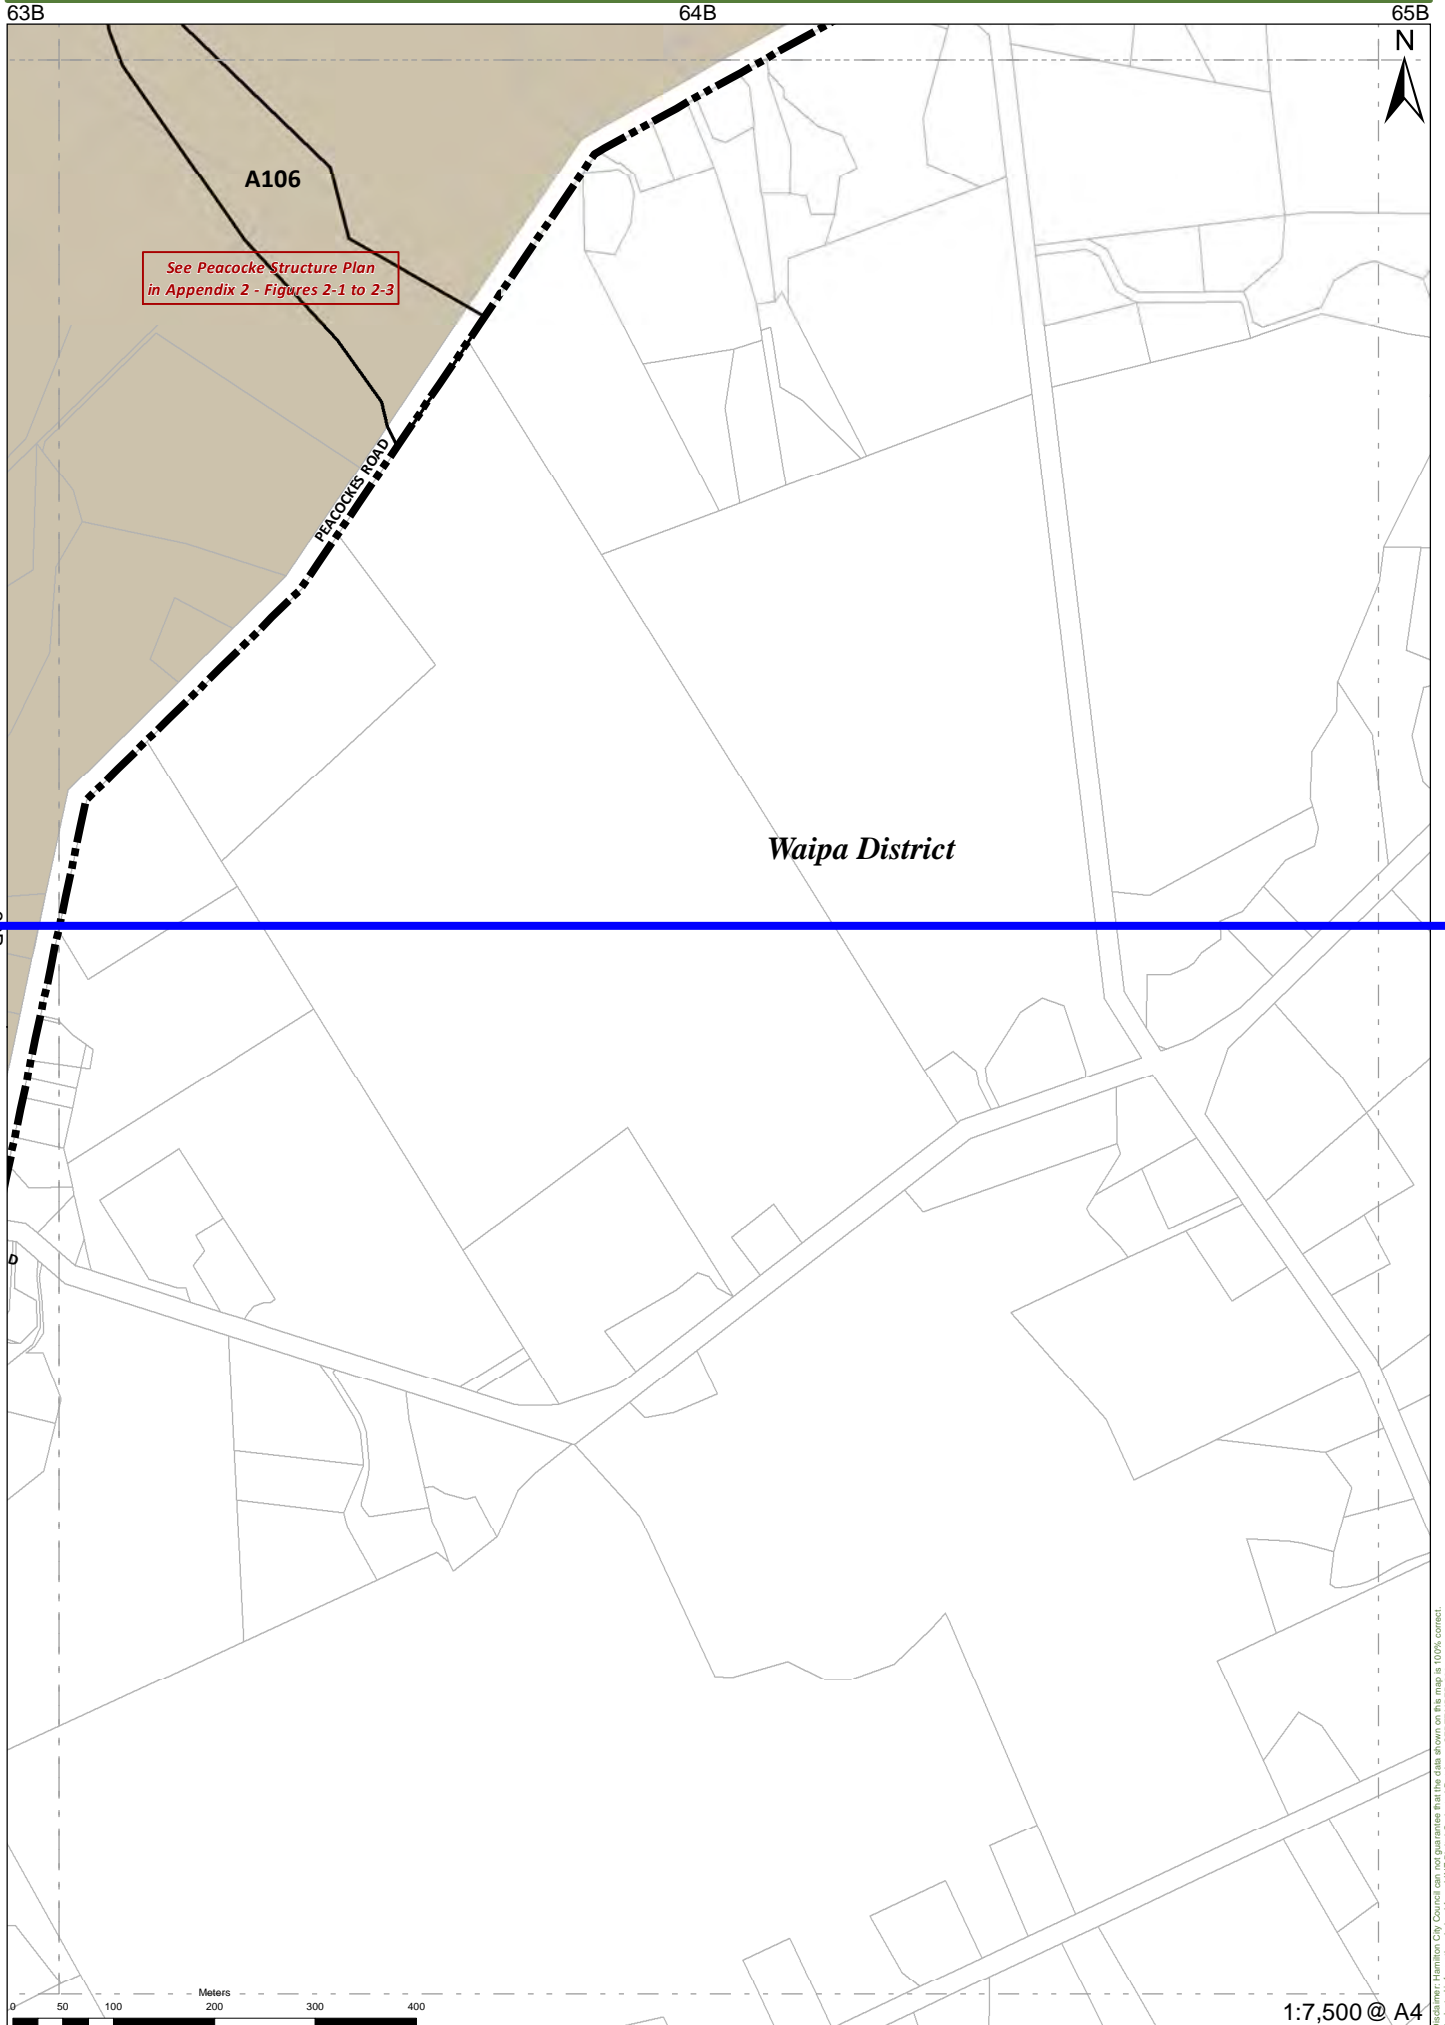 63B
64B
65B
N
A106
See Peacocke Structure Plan
in Appendix 2 - Figures 2-1 to 2-3
PEACOCKES ROAD
Waipa District
D
Meters
0 50 100 200 300 400
1:7,500 @ A4
Disclaimer: Hamilton City Council can not guarantee that the data shown on this map is 100% correct.